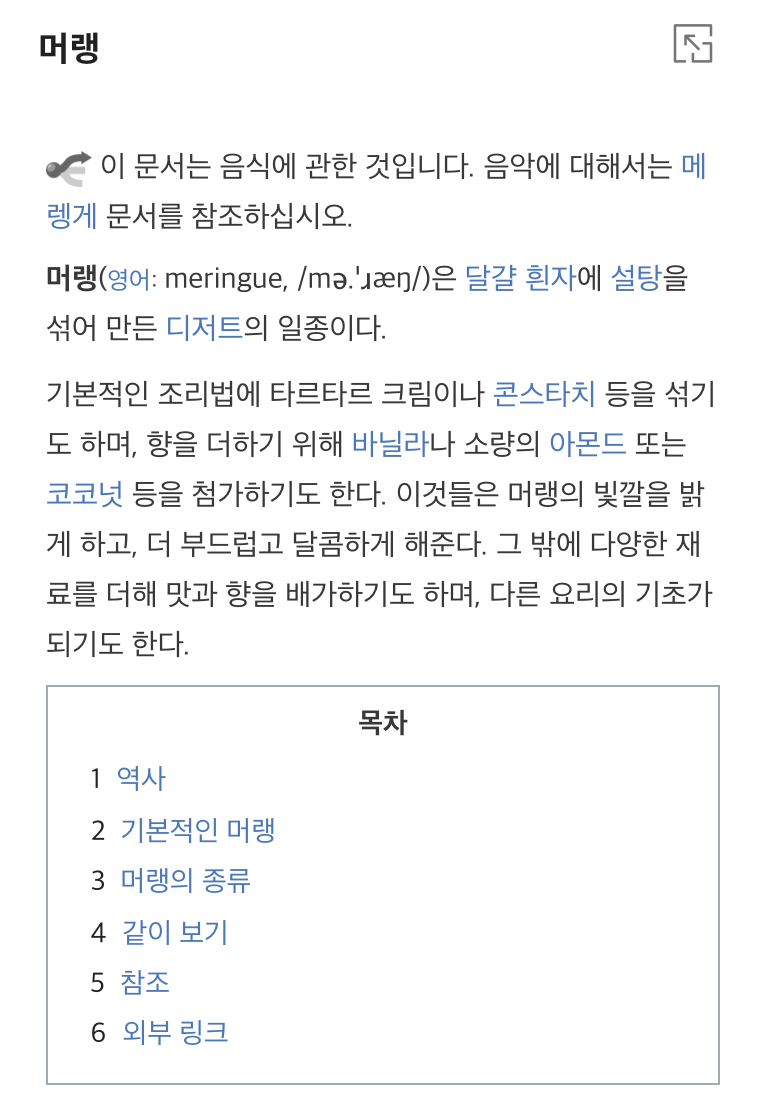 머랭
이 문서는 음식에 관한 것입니다. 음악에 대해서는 메
렝게 문서를 참조하십시오.
머랭(영어: meringue, /mə.ˈɹæŋ/)은 달걀 흰자에 설탕을
섞어 만든 디저트의 일종이다.
기본적인 조리법에 타르타르 크림이나 콘스타치 등을 섞기
도 하며, 향을 더하기 위해 바닐라나 소량의 아몬드 또는
코코넛 등을 첨가하기도 한다. 이것들은 머랭의 빛깔을 밝
게 하고, 더 부드럽고 달콤하게 해준다. 그 밖에 다양한 재
료를 더해 맛과 향을 배가하기도 하며, 다른 요리의 기초가
되기도 한다.
목차
1 역사
2 기본적인 머랭
3 머랭의 종류
4 같이 보기
5 참조
6 외부 링크